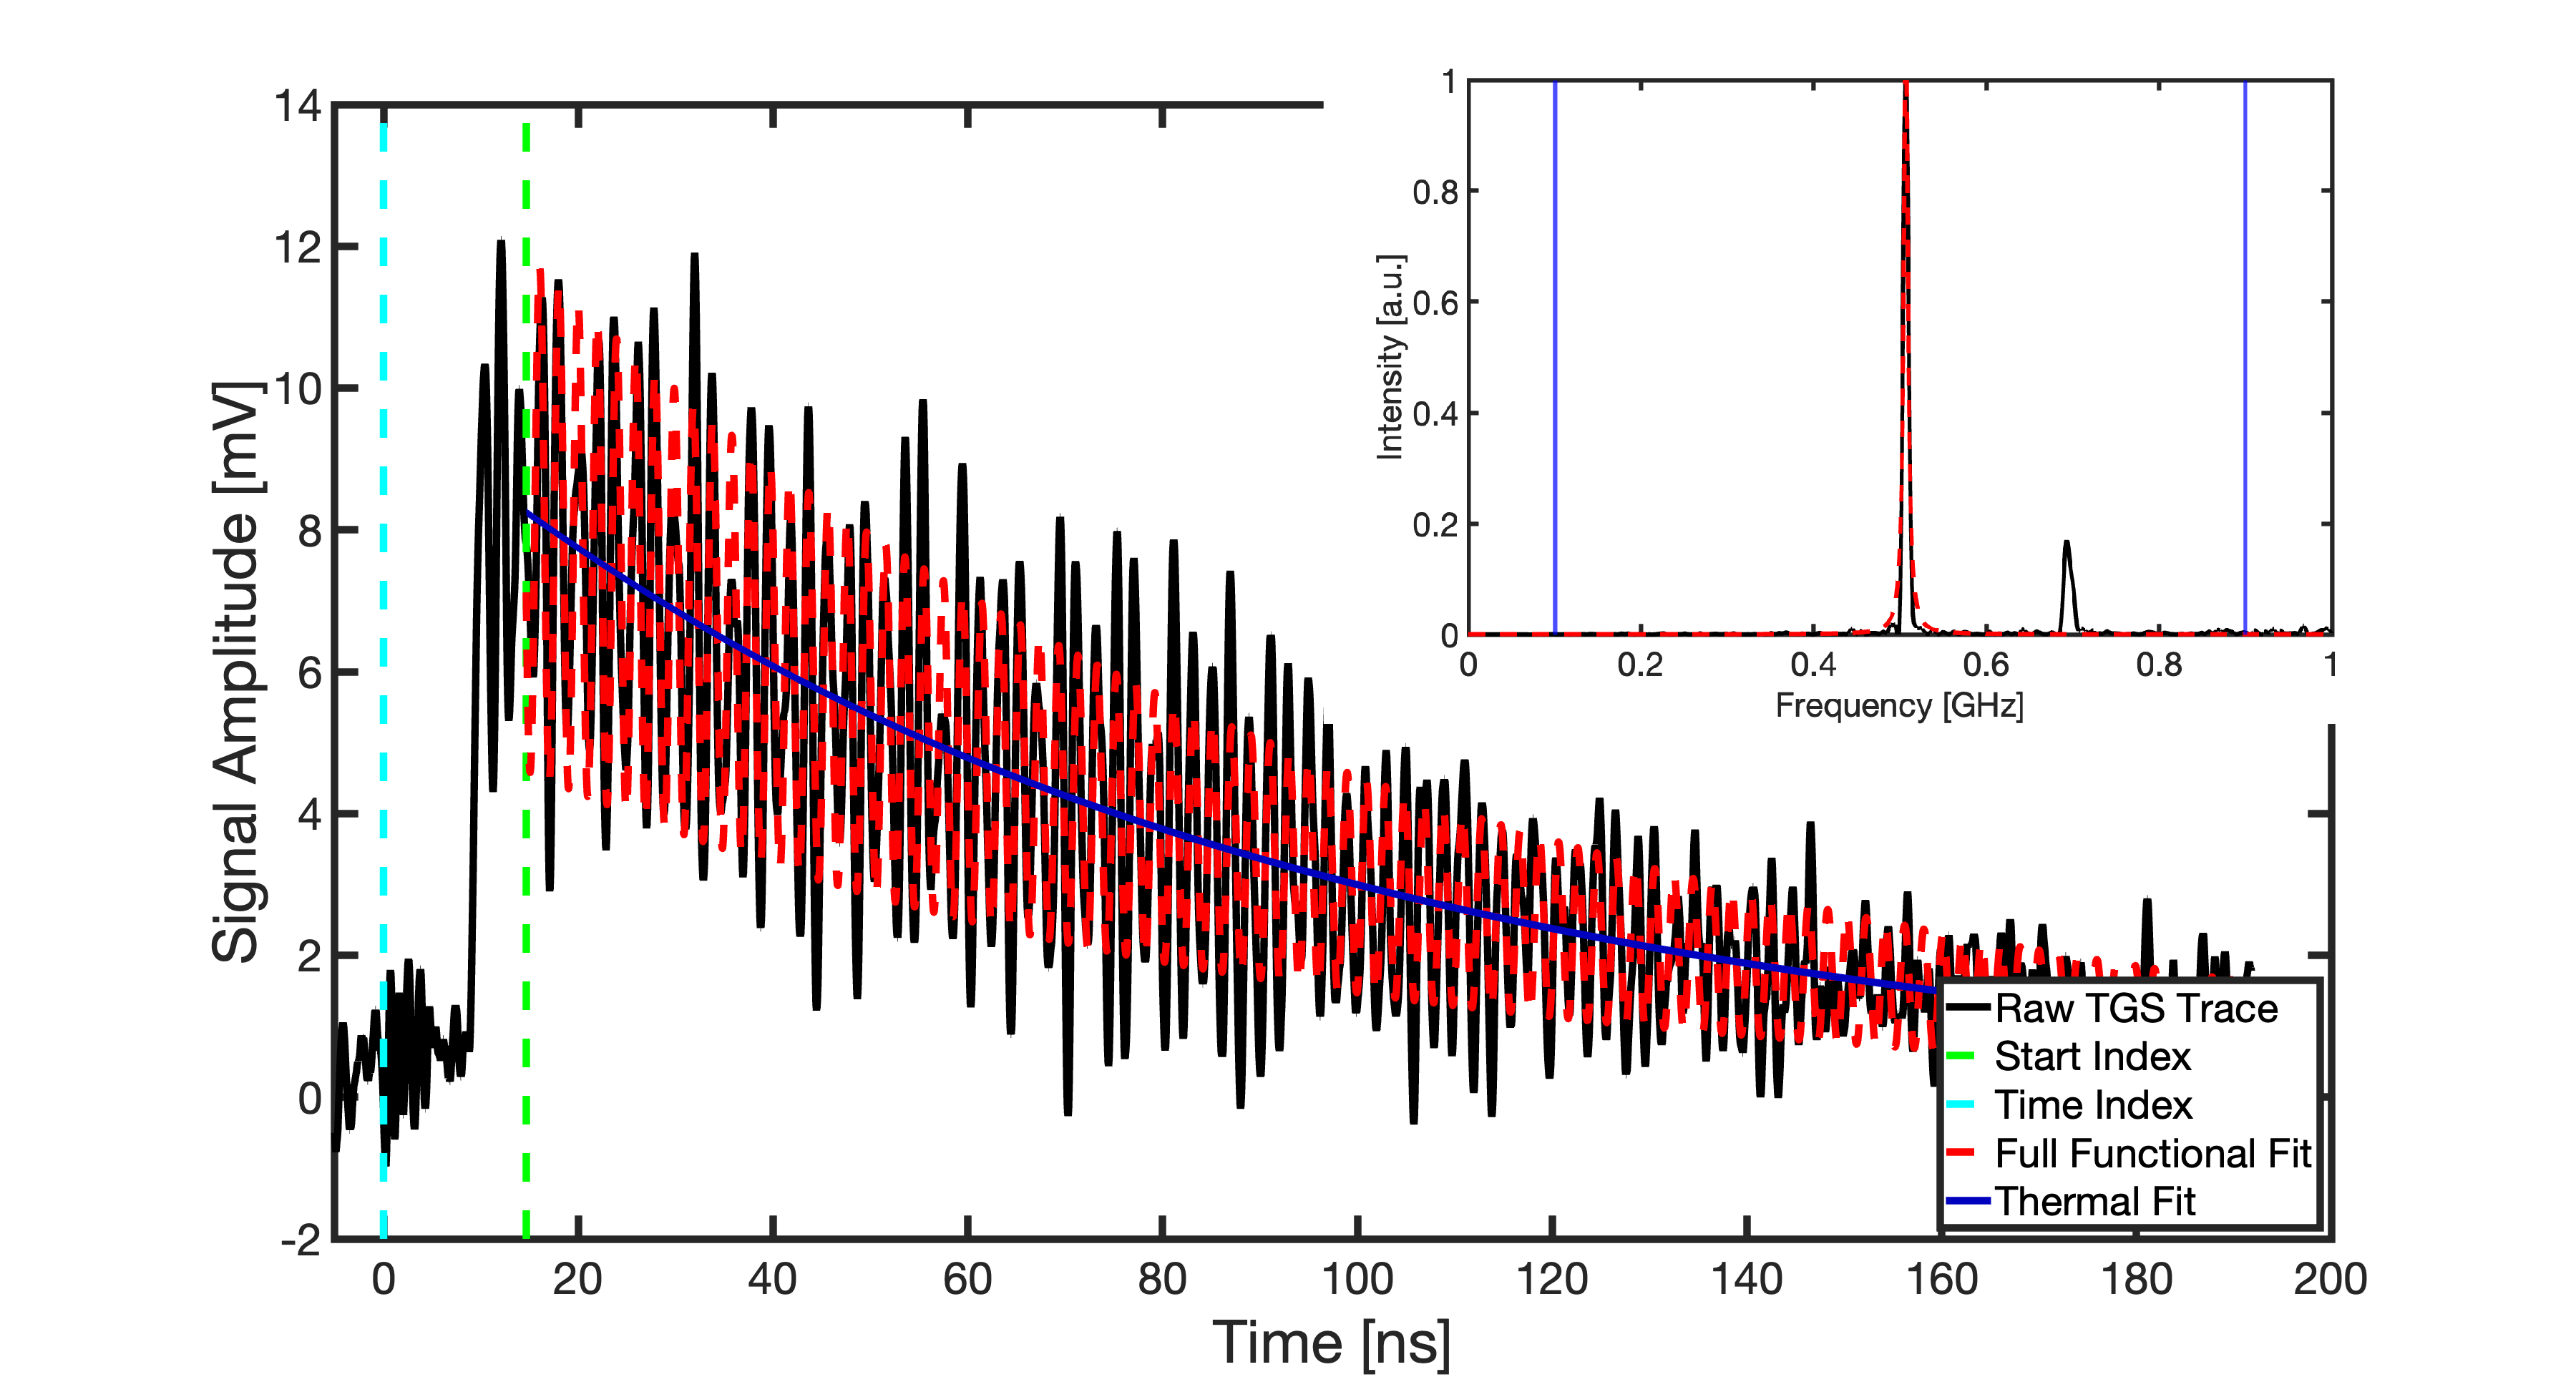 14
12
10
8
6
4
2
0
-2
Signal Amplitude [mV]
0 20 40 60 80 100 120 140 160 180 200
Time [ns]
1
0.8
0.6
0.4
0.2
0
Intensity [a.u.]
0 0.2 0.4 0.6 0.8 1
Frequency [GHz]
Raw TGS Trace
Start Index
Time Index
Full Functional Fit
Thermal Fit